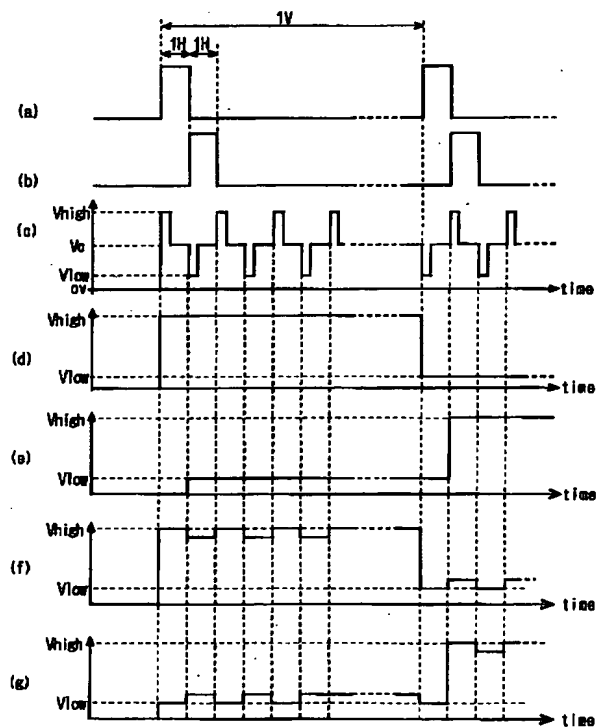 1V
1H 1H
(a)
(b)
(c)
Vhigh
Vc
Vlow
0V
time
(d)
Vhigh
Vlow
time
(e)
Vhigh
Vlow
time
(f)
Vhigh
Vlow
time
(g)
Vhigh
Vlow
time